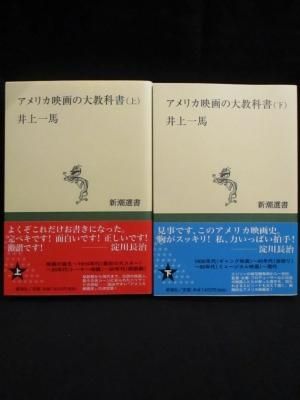 アメリカ映画の大教科書(上)
井上一馬
新潮選書
よくぞこれだけお書きになった。
完ペキです！面白いです！正しいです！
激讃です！ 淀川長治
上
アメリカ映画の大教科書(下)
井上一馬
新潮選書
見事です、このアメリカ映画史。
胸がスッキリ！私、力いっぱい拍手！
淀川長治
下